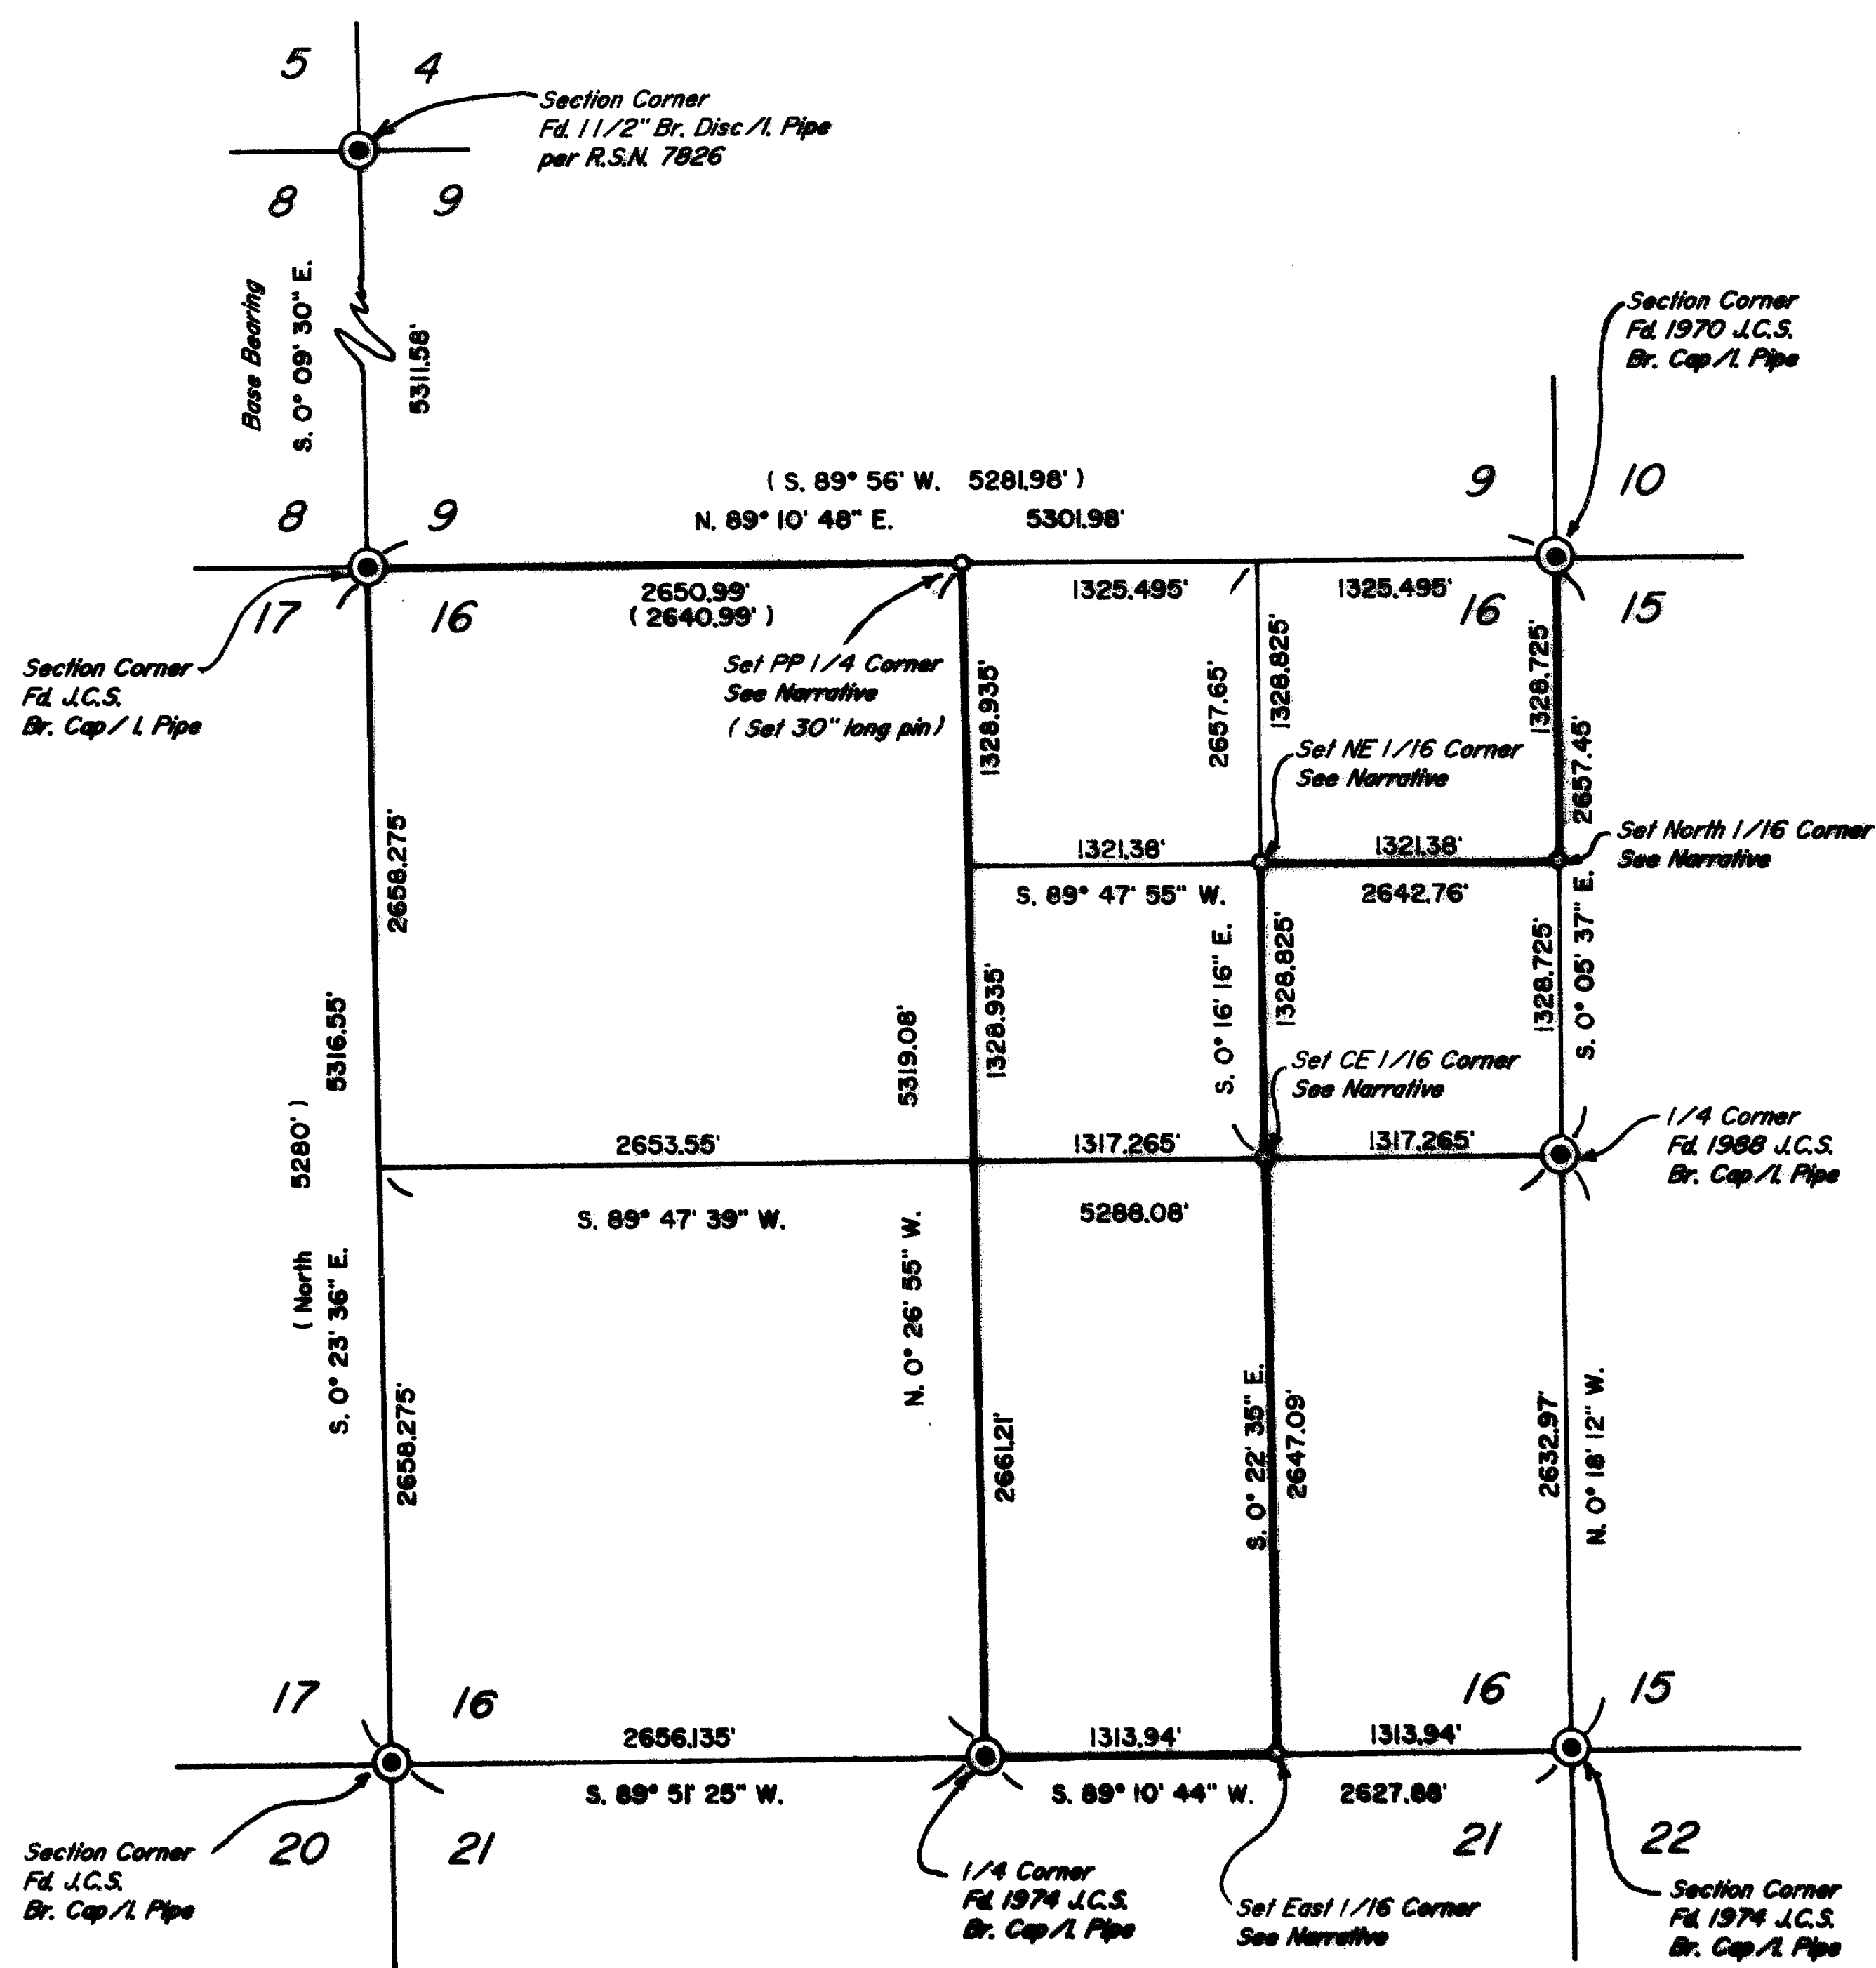 5 4
Section Corner
Fd. 1 1/2" Br. Disc/I. Pipe
per R.S.N. 7826
8 9
Base Bearing
S. 0° 09' 30" E.
5311.58'
Section Corner
Fd. 1970 J.C.S.
Br. Cap/I. Pipe
( S. 89° 56' W. 5281.98' )
N. 89° 10' 48" E. 5301.98'
8 9
9 10
17 16
16 15
2650.99'
( 2640.99' )
1325.495'
1325.495'
Section Corner
Fd. J.C.S.
Br. Cap/ I. Pipe
Set PP 1/4 Corner
See Narrative
( Set 30" long pin )
1328.935'
2657.65'
1328.825'
1328.725'
2657.45'
Set NE 1/16 Corner
See Narrative
Set North 1/16 Corner
See Narrative
2658.275'
1321.38'
1321.38'
S. 89° 47' 55" W.
2642.76'
S. 0° 05' 37" E.
1328.935'
S. 0° 16' 16" E.
1328.825'
1328.725'
5316.55'
5319.08'
Set CE 1/16 Corner
See Narrative
1/4 Corner
Fd. 1988 J.C.S.
Br. Cap/I. Pipe
( North 5280' )
S. 0° 23' 36" E.
2653.55'
1317.265'
1317.265'
S. 89° 47' 39" W.
5288.08'
N. 0° 26' 55" W.
2658.275'
2661.21'
S. 0° 22' 35" E.
2647.09'
2632.97'
N. 0° 18' 12" W.
17 16
16 15
2656.135'
1313.94'
1313.94'
S. 89° 51' 25" W.
S. 89° 10' 44" W.
2627.88'
20 21
21 22
Section Corner
Fd. J.C.S.
Br. Cap/I. Pipe
1/4 Corner
Fd. 1974 J.C.S.
Br. Cap/I. Pipe
Set East 1/16 Corner
See Narrative
Section Corner
Fd. 1974 J.C.S.
Br. Cap/I. Pipe